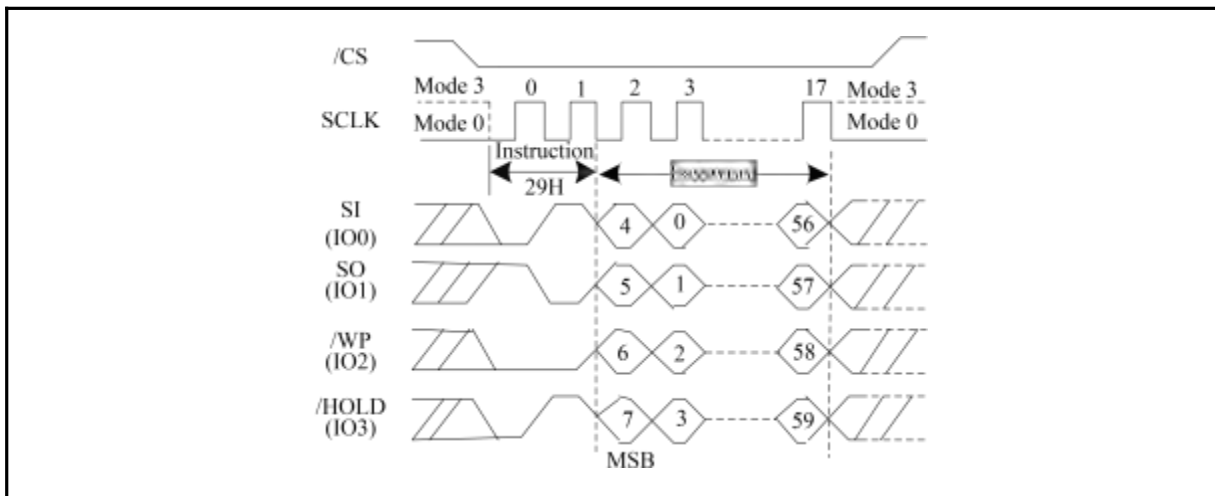 /CS
Mode 3 0 1 2 3 17 Mode 3
SCLK
Mode 0 Mode 0
Instruction
29H
SI
(IO0)
4 0 56
SO
(IO1)
5 1 57
/WP
(IO2)
6 2 58
/HOLD
(IO3)
7 3 59
MSB